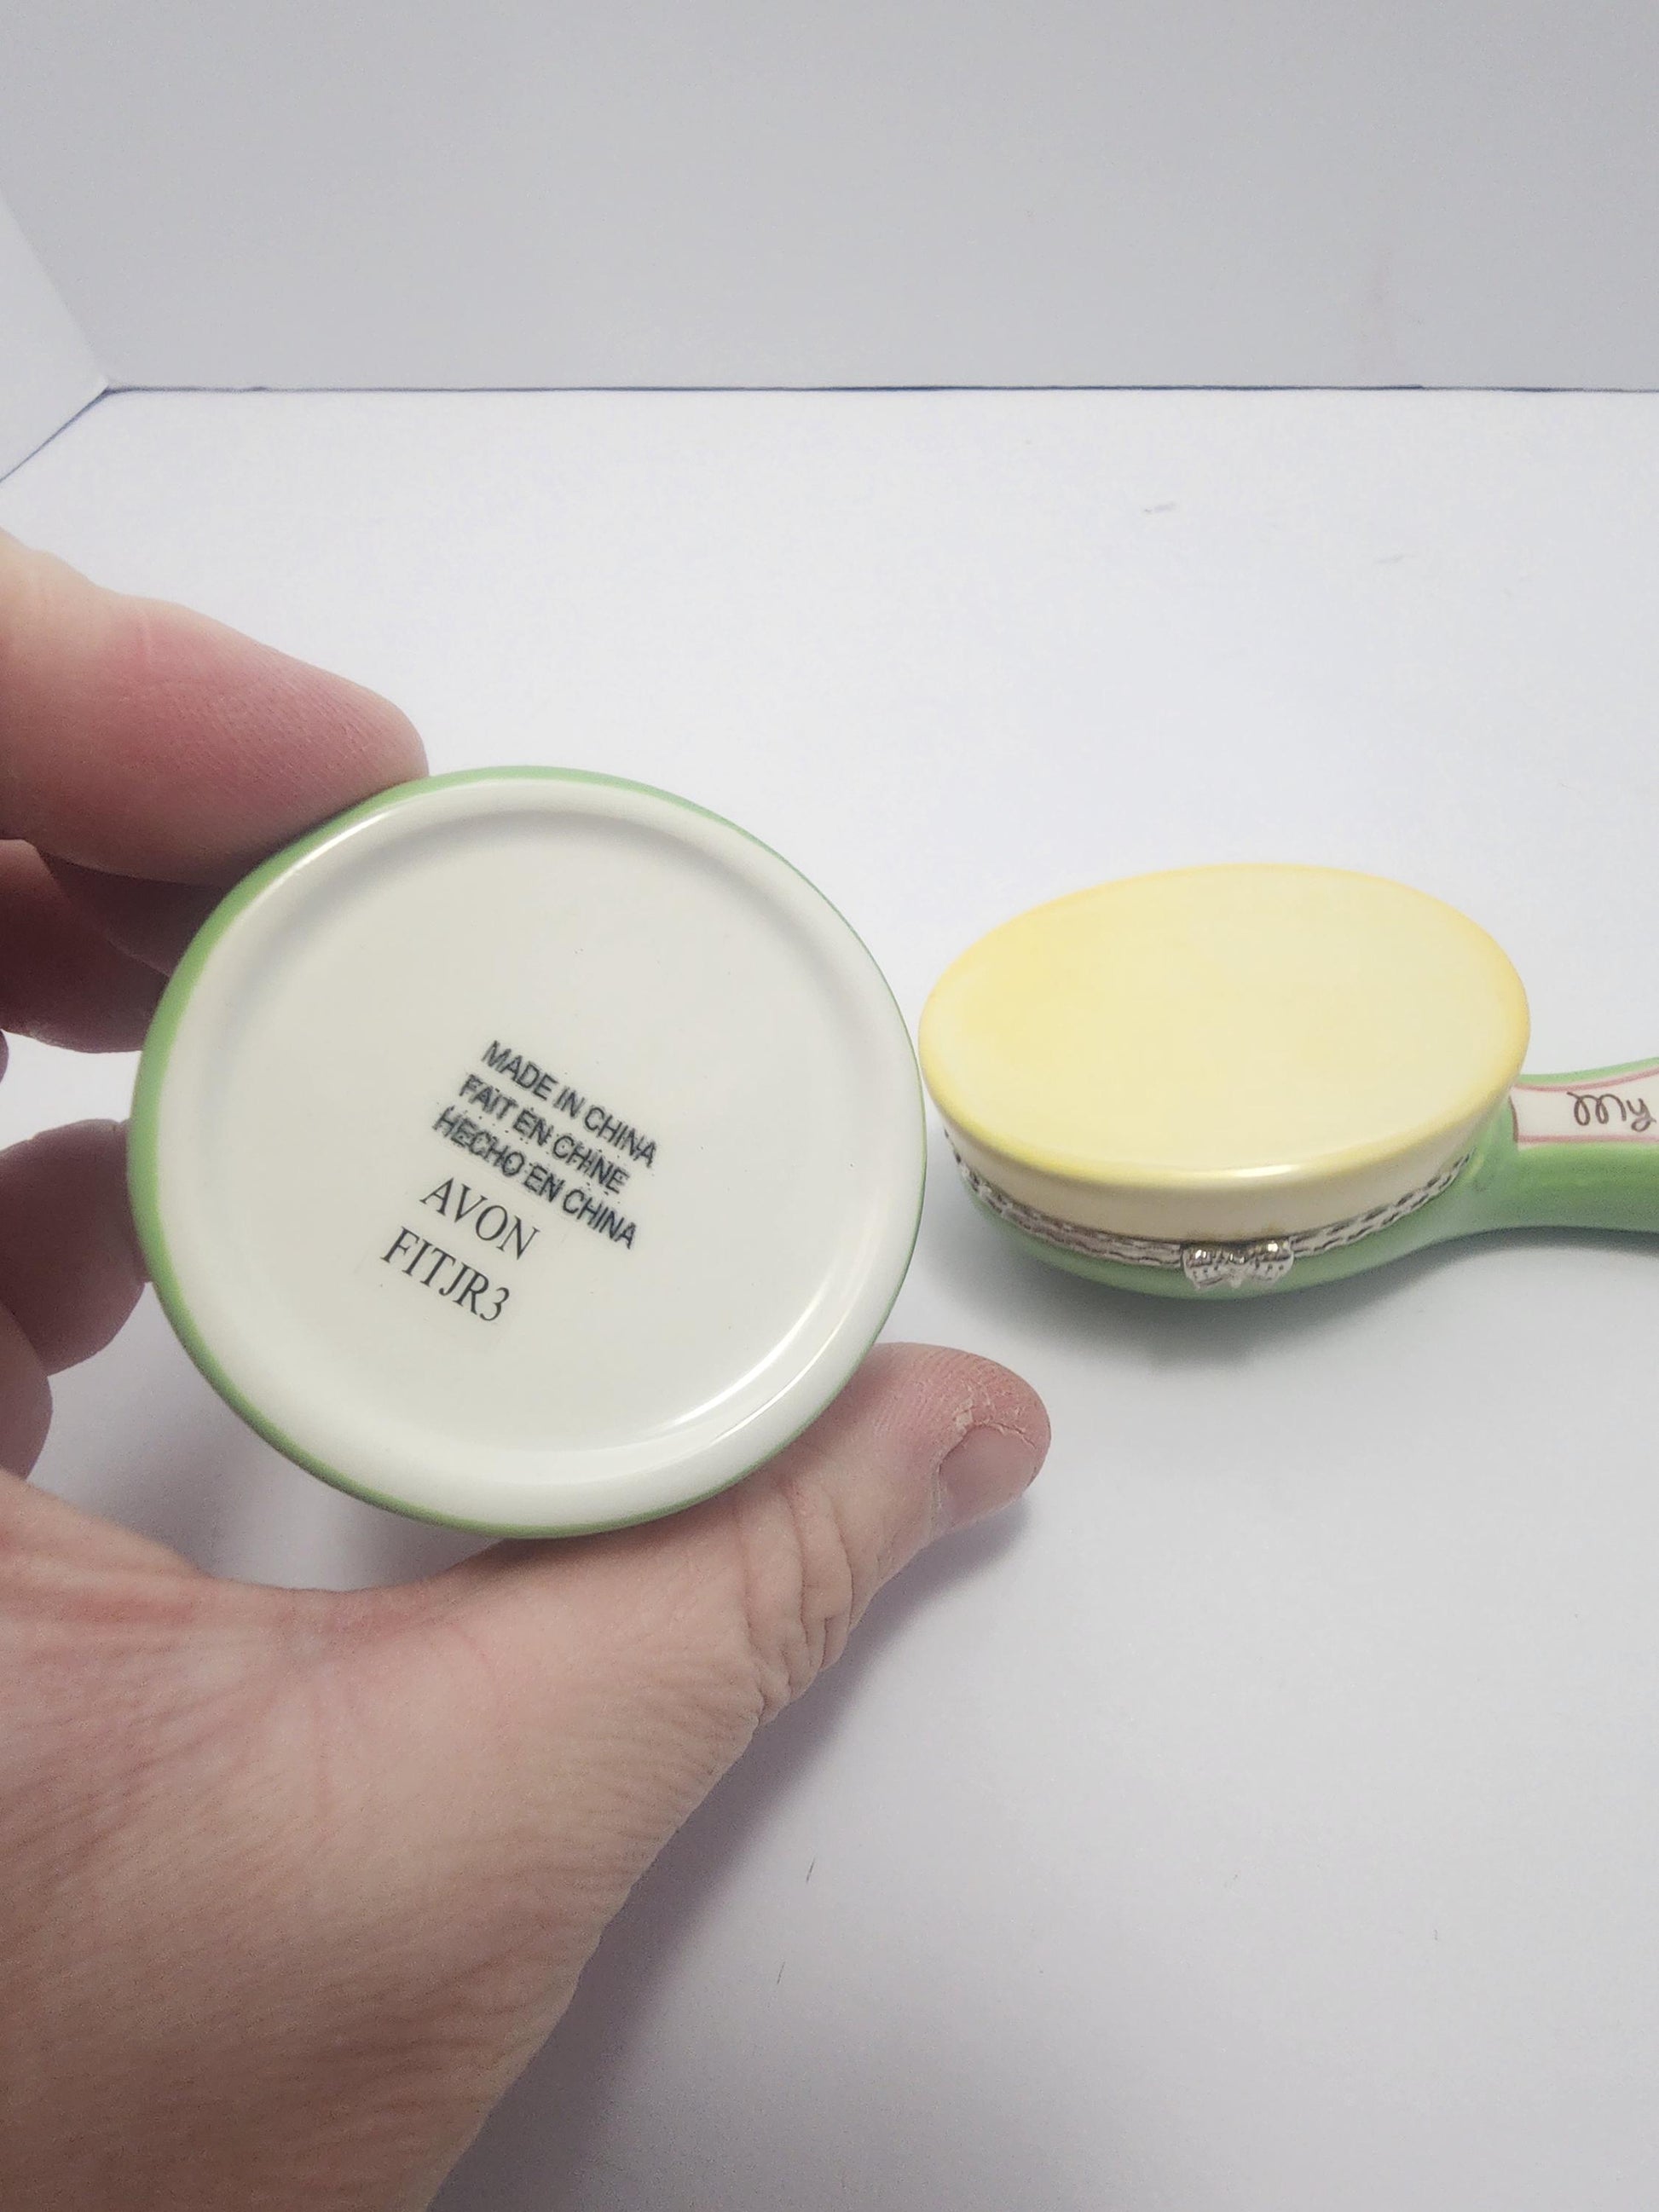 MADE IN CHINA
FAIT EN CHINE
HECHO EN CHINA
AVON
FITJR3
My